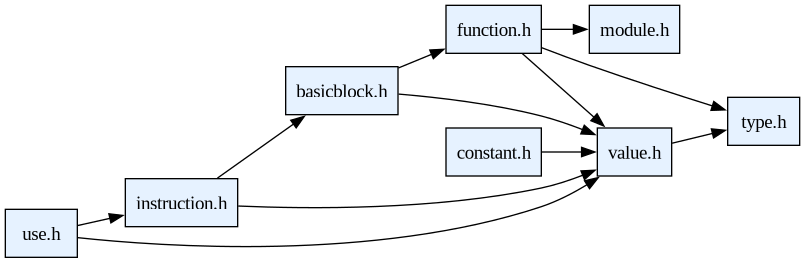 function.h
module.h
basicblock.h
type.h
constant.h
value.h
instruction.h
use.h